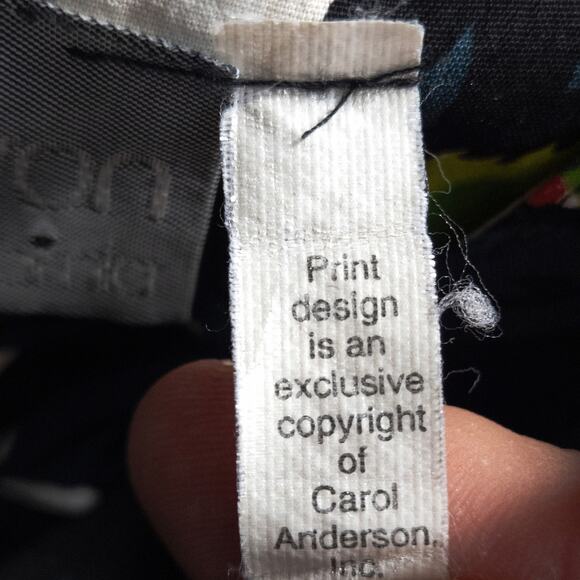 Print
design
is an
exclusive
copyright
of
Carol
Anderson,
Inc.